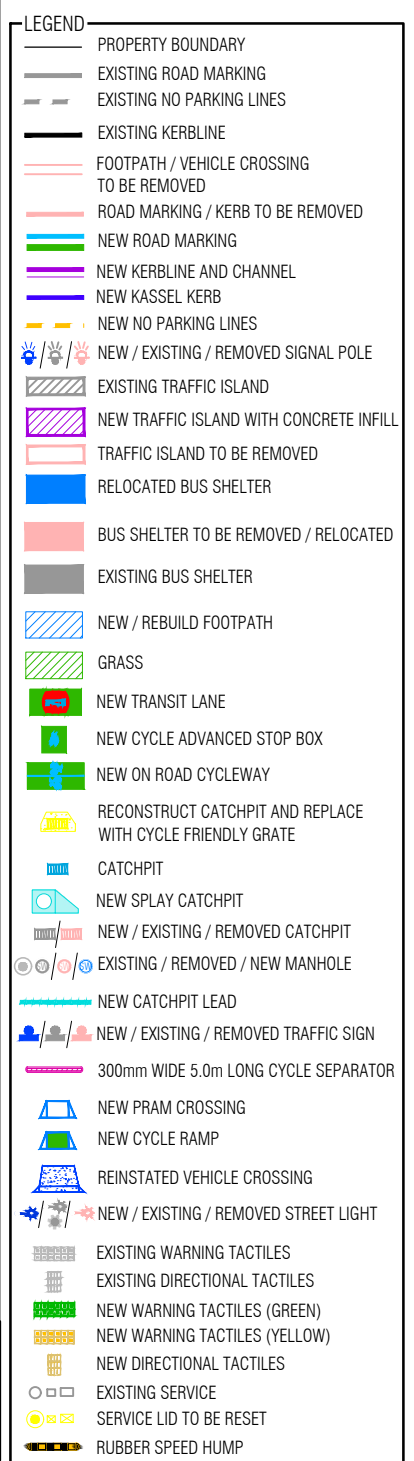 LEGEND
PROPERTY BOUNDARY
EXISTING ROAD MARKING
EXISTING NO PARKING LINES
EXISTING KERBLINE
FOOTPATH / VEHICLE CROSSING
TO BE REMOVED
ROAD MARKING / KERB TO BE REMOVED
NEW ROAD MARKING
NEW KERBLINE AND CHANNEL
NEW KASSEL KERB
NEW NO PARKING LINES
NEW / EXISTING / REMOVED SIGNAL POLE
EXISTING TRAFFIC ISLAND
NEW TRAFFIC ISLAND WITH CONCRETE INFILL
TRAFFIC ISLAND TO BE REMOVED
RELOCATED BUS SHELTER
BUS SHELTER TO BE REMOVED / RELOCATED
EXISTING BUS SHELTER
NEW / REBUILD FOOTPATH
GRASS
NEW TRANSIT LANE
NEW CYCLE ADVANCED STOP BOX
NEW ON ROAD CYCLEWAY
RECONSTRUCT CATCHPIT AND REPLACE
WITH CYCLE FRIENDLY GRATE
CATCHPIT
NEW SPLAY CATCHPIT
NEW / EXISTING / REMOVED CATCHPIT
EXISTING / REMOVED / NEW MANHOLE
NEW CATCHPIT LEAD
NEW / EXISTING / REMOVED TRAFFIC SIGN
300mm WIDE 5.0m LONG CYCLE SEPARATOR
NEW PRAM CROSSING
NEW CYCLE RAMP
REINSTATED VEHICLE CROSSING
NEW / EXISTING / REMOVED STREET LIGHT
EXISTING WARNING TACTILES
EXISTING DIRECTIONAL TACTILES
NEW WARNING TACTILES (GREEN)
NEW WARNING TACTILES (YELLOW)
NEW DIRECTIONAL TACTILES
EXISTING SERVICE
SERVICE LID TO BE RESET
RUBBER SPEED HUMP